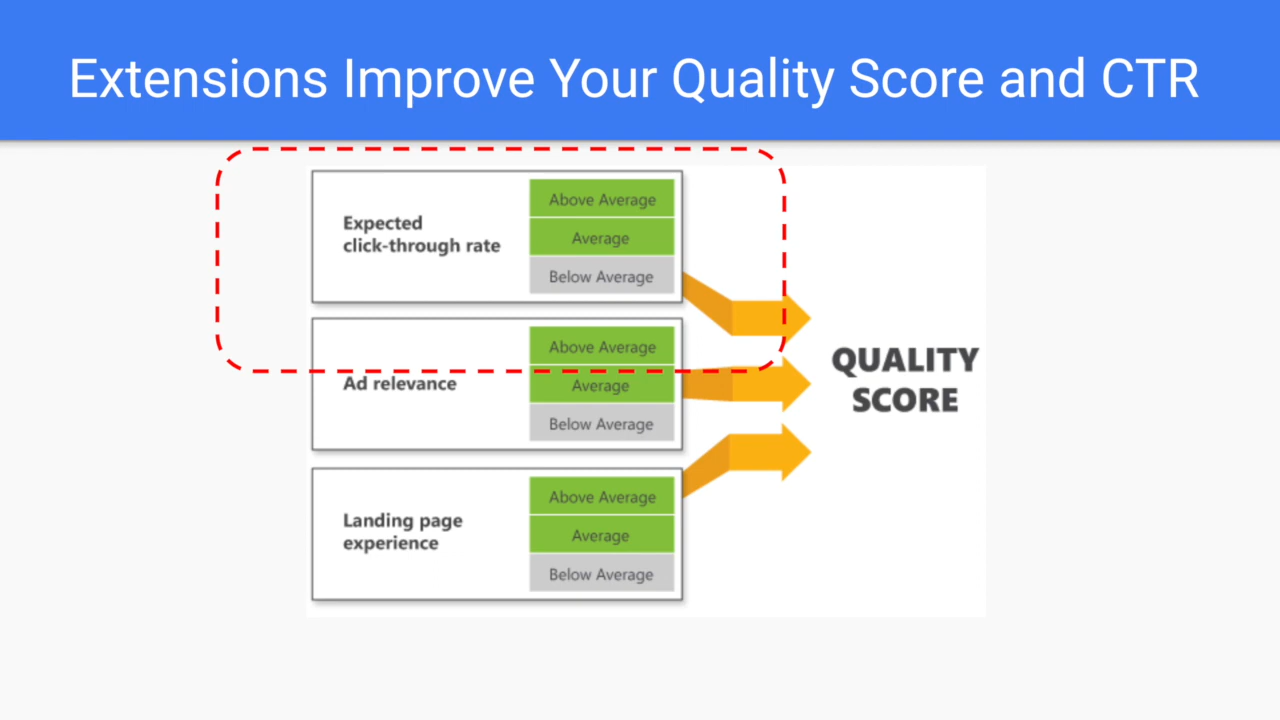 Extensions Improve Your Quality Score and CTR
Expected
click-through rate
Above Average
Average
Below Average
Ad relevance
Above Average
Average
Below Average
Landing page
experience
Above Average
Average
Below Average
QUALITY
SCORE